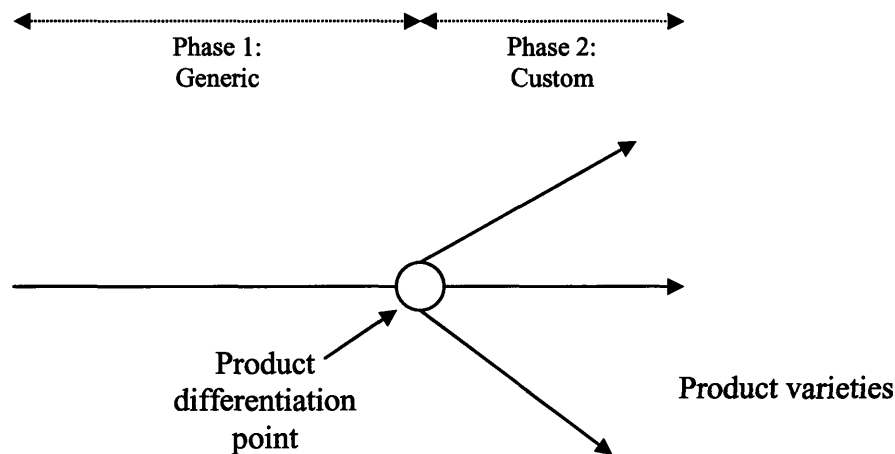 Phase 1:
Generic
Phase 2:
Custom
Product
differentiation
point
Product varieties